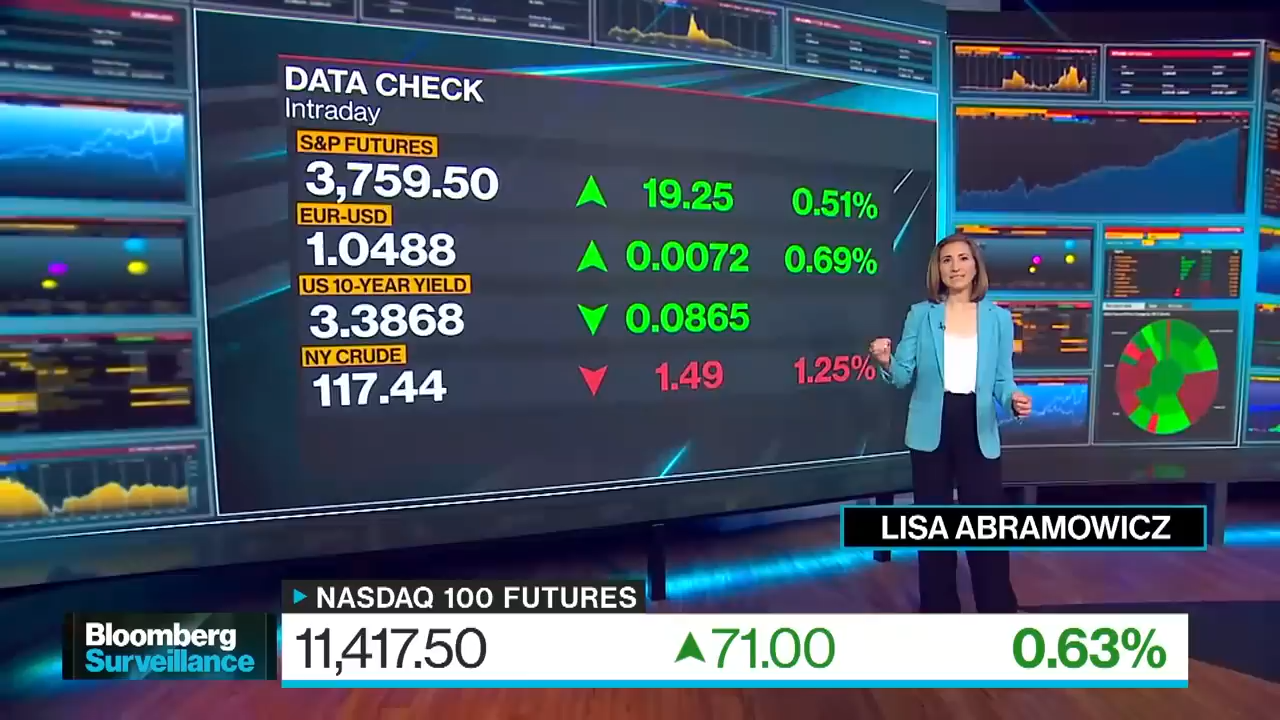 DATA CHECK
Intraday
S&P FUTURES
3,759.50 ▲ 19.25 0.51%
EUR-USD
1.0488 ▲ 0.0072 0.69%
US 10-YEAR YIELD
3.3868 ▼ 0.0865
NY CRUDE
117.44 ▼ 1.49 1.25%
LISA ABRAMOWICZ
NASDAQ 100 FUTURES
Bloomberg
Surveillance
11,417.50 ▲71.00 0.63%